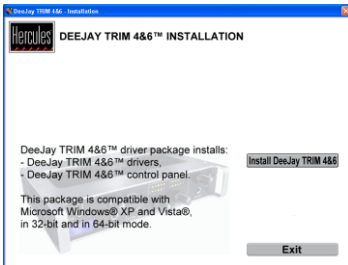 DeeJay TRIM 4&6 - Installation
Hercules DEEJAY TRIM 4&6™ INSTALLATION
DeeJay TRIM 4&6™ driver package installs:
- DeeJay TRIM 4&6™ drivers,
- DeeJay TRIM 4&6™ control panel.
Install DeeJay TRIM 4&6
This package is compatible with
Microsoft Windows® XP and Vista®,
in 32-bit and in 64-bit mode.
Exit